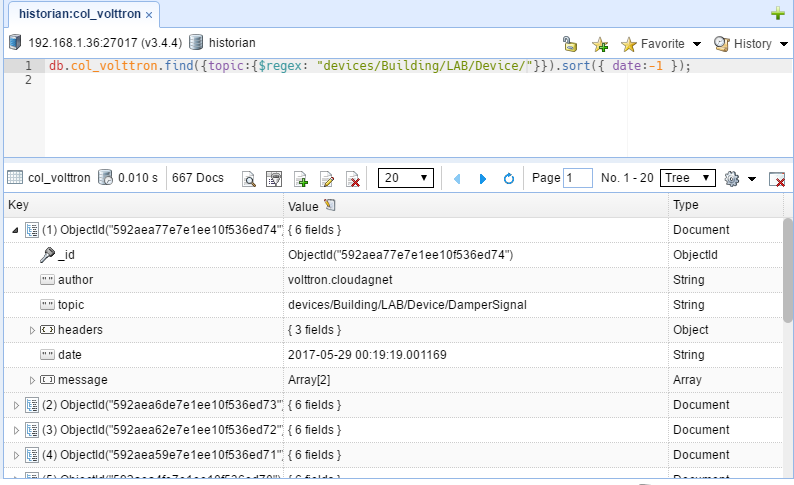 historian:col_volttron ×
192.168.1.36:27017 (v3.4.4) historian Favorite History
1 db.col_volttron.find({topic:{$regex: "devices/Building/LAB/Device/"}}).sort({ date:-1 });
2
col_volttron 0.010 s 667 Docs 20 Page 1 No. 1 - 20 Tree
Key Value Type
(1) ObjectId("592aea77e7e1ee10f536ed74") { 6 fields } Document
_id ObjectId("592aea77e7e1ee10f536ed74") ObjectId
author volttron.cloudagnet String
topic devices/Building/LAB/Device/DamperSignal String
headers { 3 fields } Object
date 2017-05-29 00:19:19.001169 String
message Array[2] Array
(2) ObjectId("592aea6de7e1ee10f536ed73") { 6 fields } Document
(3) ObjectId("592aea62e7e1ee10f536ed72") { 6 fields } Document
(4) ObjectId("592aea59e7e1ee10f536ed71") { 6 fields } Document
{ 6 fields } Document